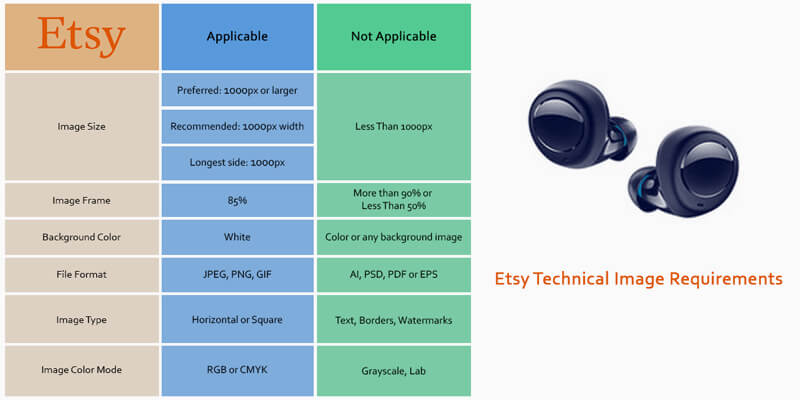 Etsy
Applicable
Not Applicable
Image Size
Preferred: 1000px or larger
Recommended: 1000px width
Longest side: 1000px
Less Than 1000px
Image Frame
85%
More than 90% or
Less Than 50%
Background Color
White
Color or any background image
File Format
JPEG, PNG, GIF
AI, PSD, PDF or EPS
Image Type
Horizontal or Square
Text, Borders, Watermarks
Image Color Mode
RGB or CMYK
Grayscale, Lab
Etsy Technical Image Requirements